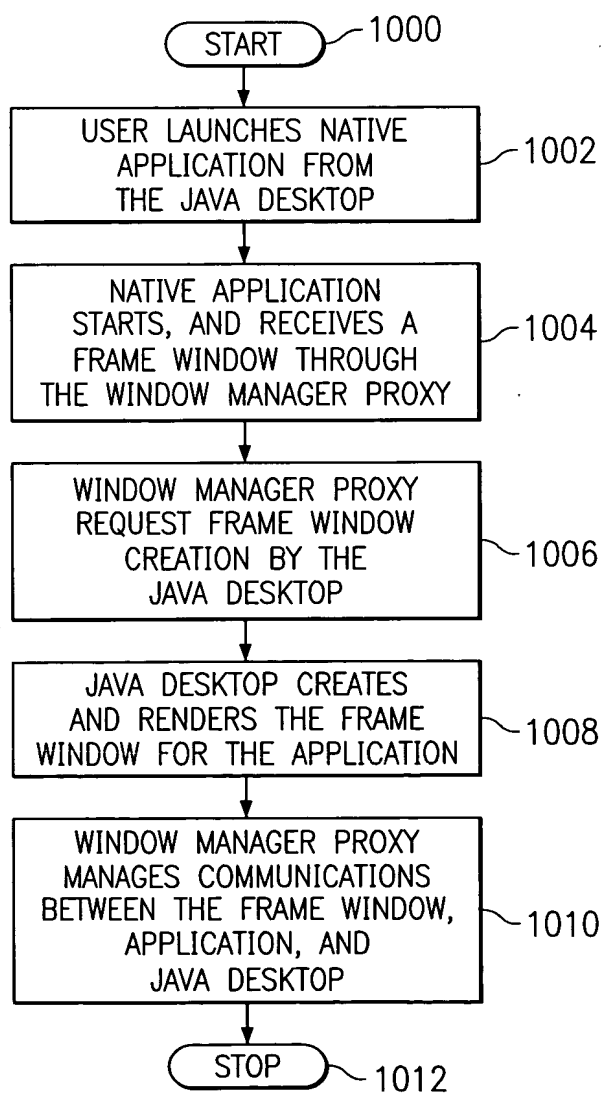 START
1000
USER LAUNCHES NATIVE
APPLICATION FROM
THE JAVA DESKTOP
1002
NATIVE APPLICATION
STARTS, AND RECEIVES A
FRAME WINDOW THROUGH
THE WINDOW MANAGER PROXY
1004
WINDOW MANAGER PROXY
REQUEST FRAME WINDOW
CREATION BY THE
JAVA DESKTOP
1006
JAVA DESKTOP CREATES
AND RENDERS THE FRAME
WINDOW FOR THE APPLICATION
1008
WINDOW MANAGER PROXY
MANAGES COMMUNICATIONS
BETWEEN THE FRAME WINDOW,
APPLICATION, AND
JAVA DESKTOP
1010
STOP
1012